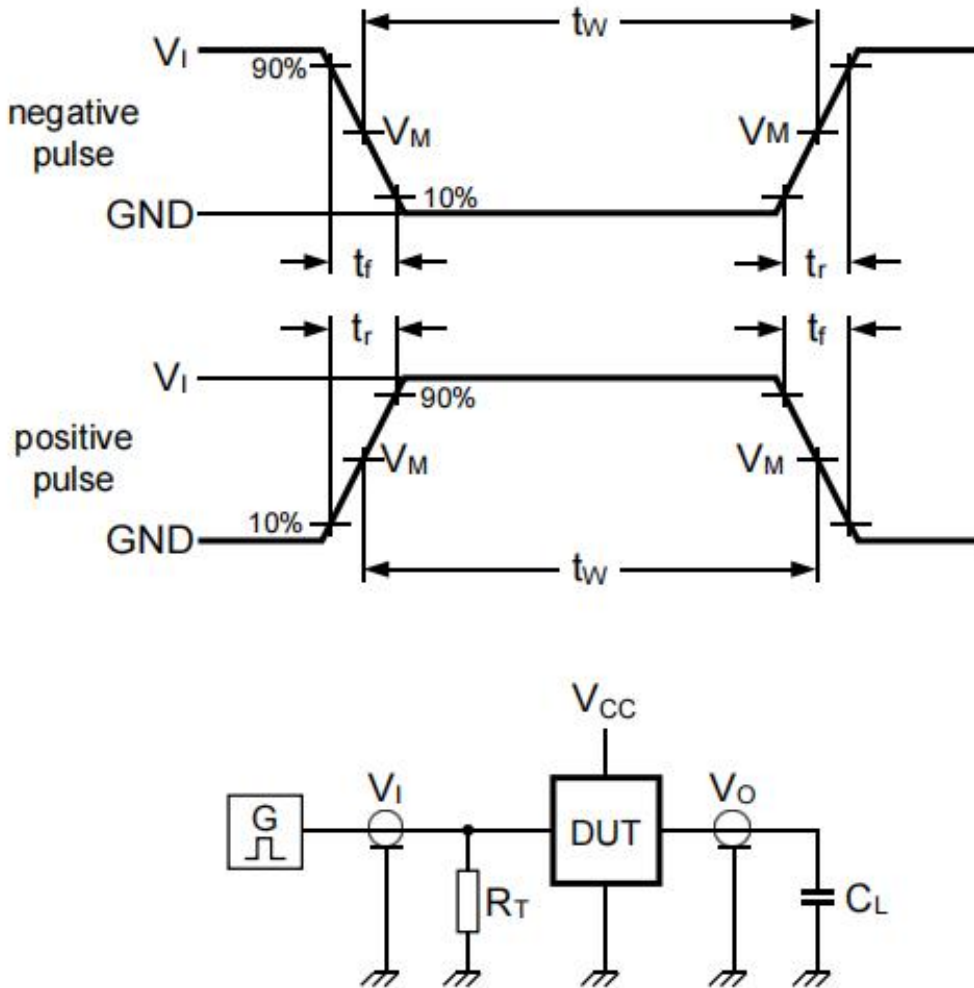 tW
VI
90%
negative
pulse
VM
VM
10%
GND
tf
tr
tr
tf
VI
90%
positive
pulse
VM
VM
10%
GND
tW
VCC
VI
VO
G
DUT
RT
CL